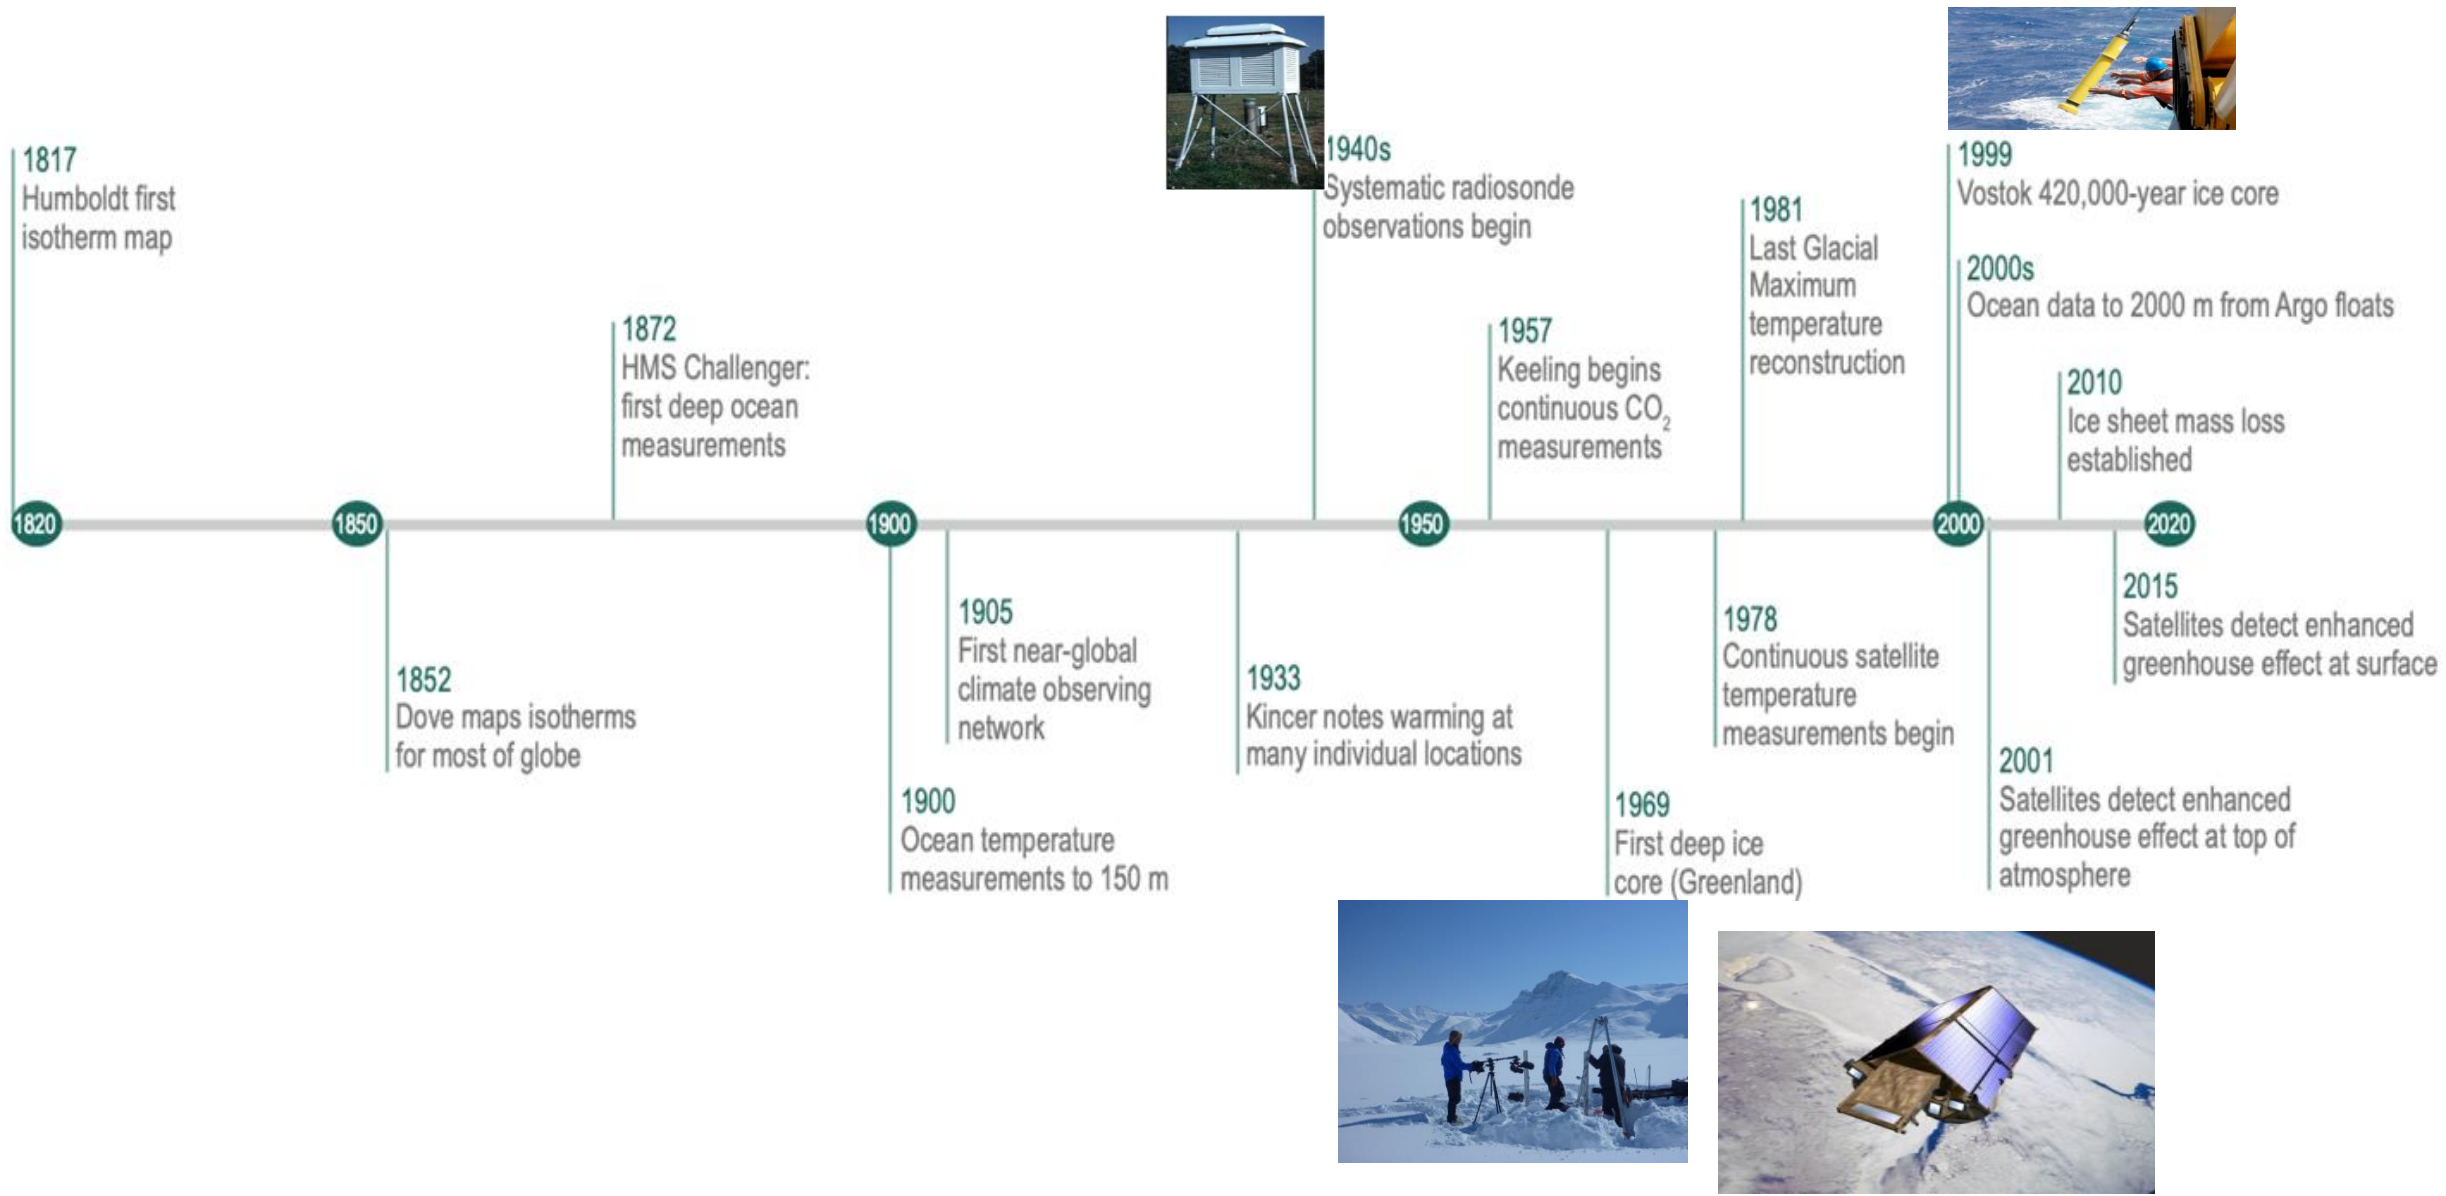 1817
Humboldt first
isotherm map
1872
HMS Challenger:
first deep ocean
measurements
1940s
Systematic radiosonde
observations begin
1957
Keeling begins
continuous CO₂
measurements
1981
Last Glacial
Maximum
temperature
reconstruction
1999
Vostok 420,000-year ice core
2000s
Ocean data to 2000 m from Argo floats
2010
Ice sheet mass loss
established
1820
1850
1900
1950
2000
2020
1852
Dove maps isotherms
for most of globe
1900
Ocean temperature
measurements to 150 m
1905
First near-global
climate observing
network
1933
Kincer notes warming at
many individual locations
1969
First deep ice
core (Greenland)
1978
Continuous satellite
temperature
measurements begin
2001
Satellites detect enhanced
greenhouse effect at top of
atmosphere
2015
Satellites detect enhanced
greenhouse effect at surface